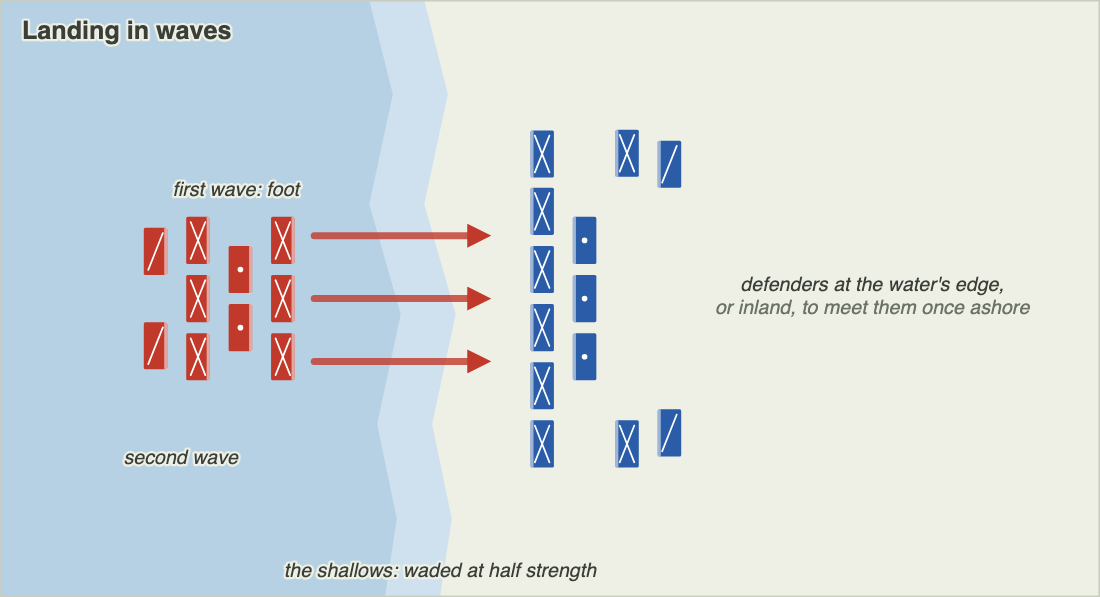 Landing in waves
first wave: foot
defenders at the water's edge,
or inland, to meet them once ashore
second wave
the shallows: waded at half strength